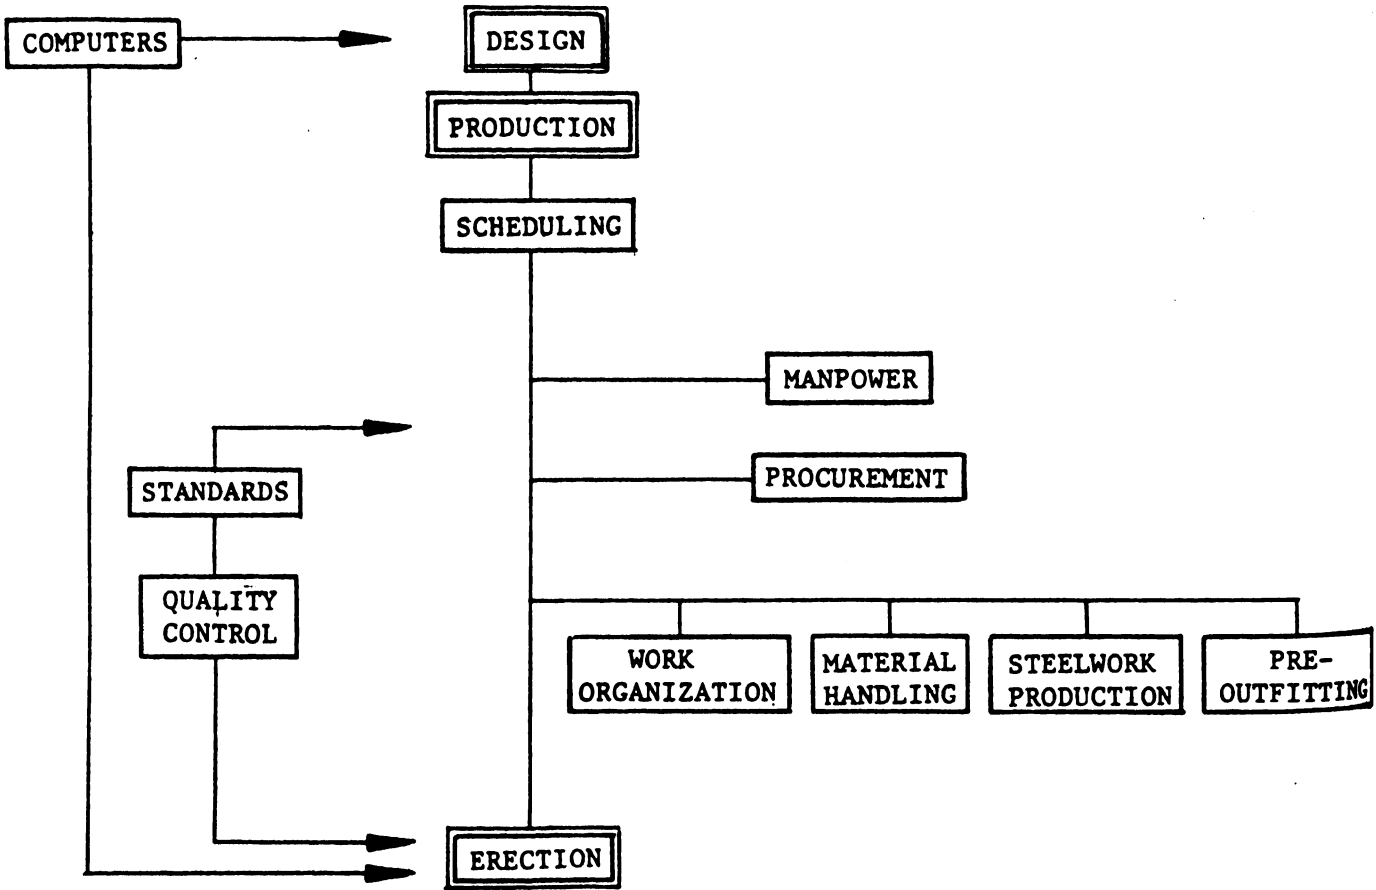 COMPUTERS
DESIGN
PRODUCTION
SCHEDULING
MANPOWER
STANDARDS
PROCUREMENT
QUALITY
CONTROL
WORK
ORGANIZATION
MATERIAL
HANDLING
STEELWORK
PRODUCTION
PRE-
OUTFITTING
ERECTION